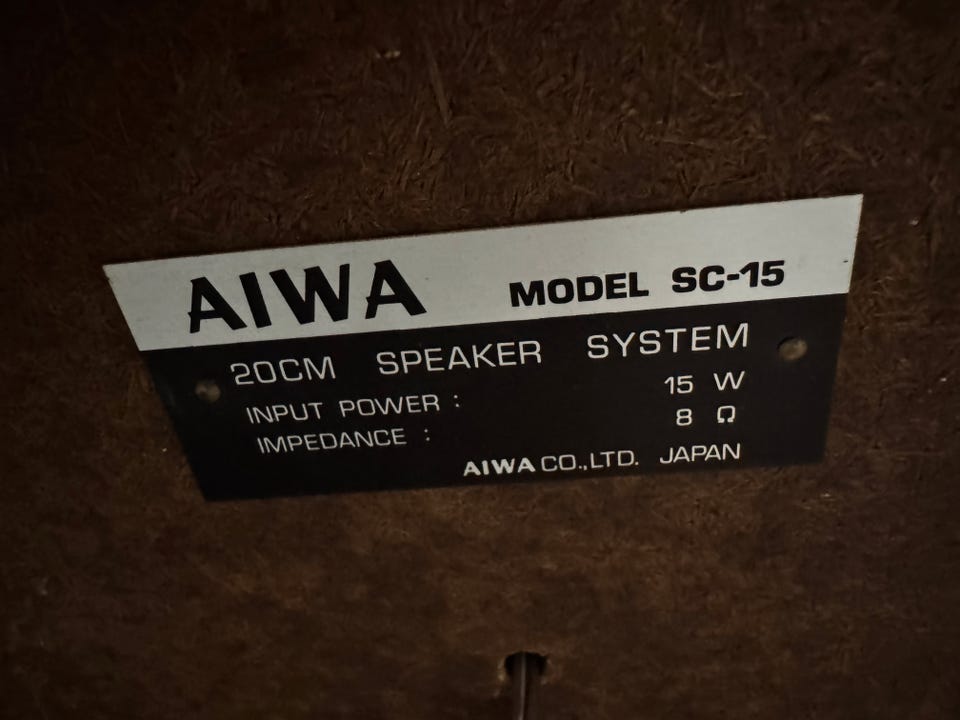 AIWA MODEL SC-15
20CM SPEAKER SYSTEM
INPUT POWER : 15 W
IMPEDANCE : 8 Ω
AIWA CO.,LTD. JAPAN